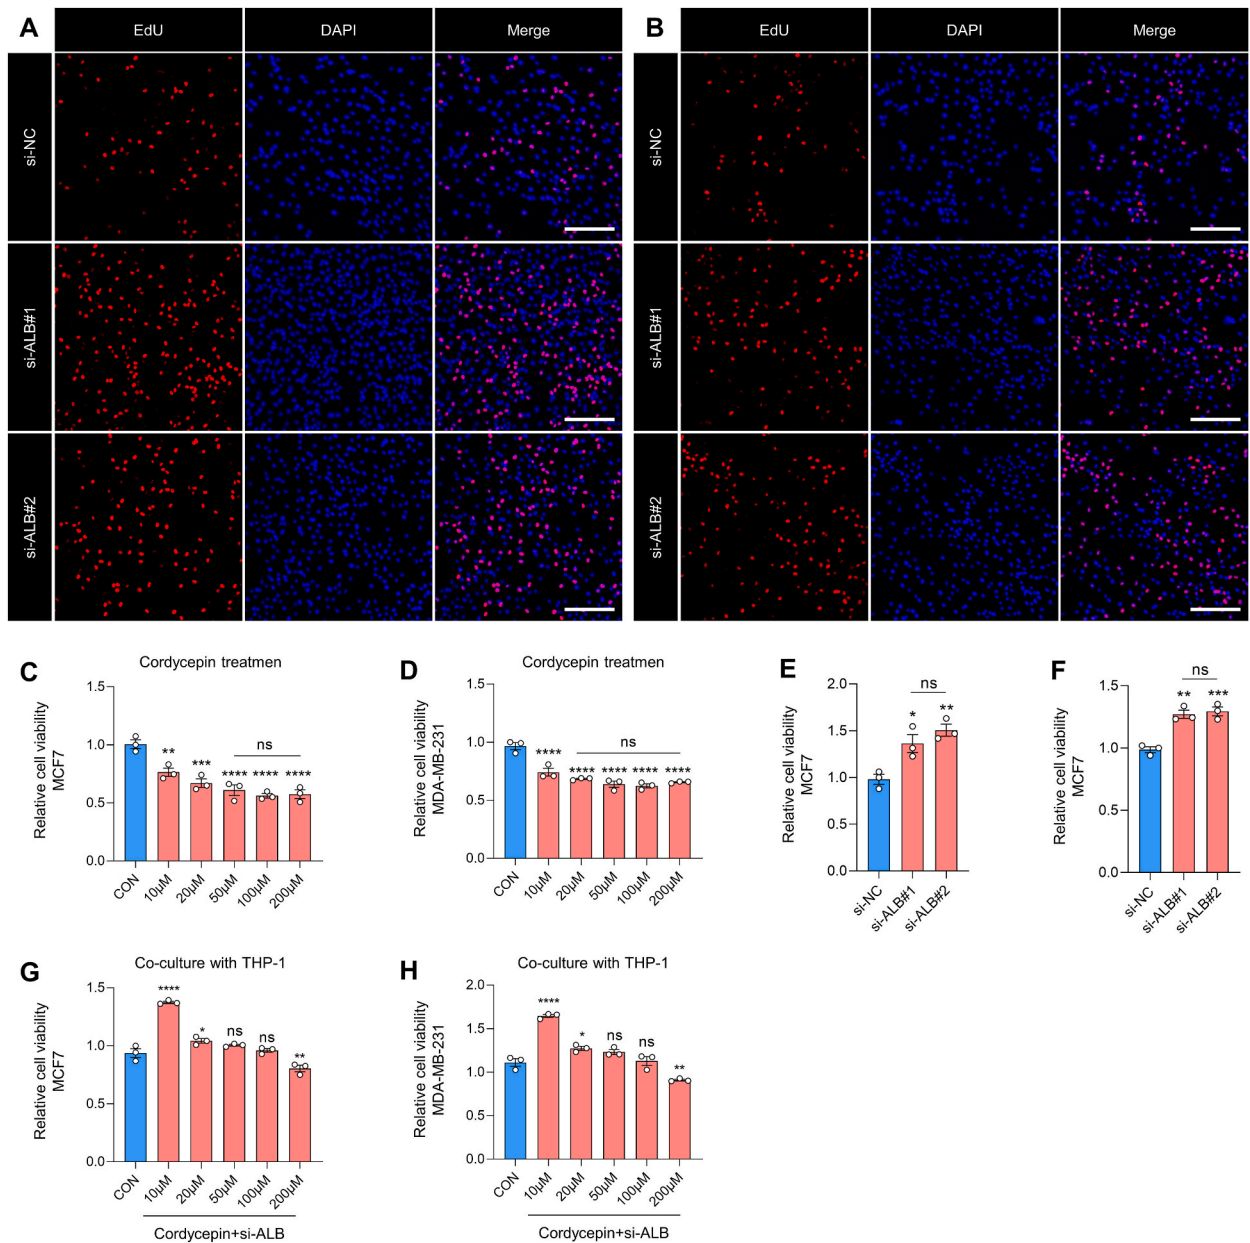 A
EdU
DAPI
Merge
si-NC
si-ALB#1
si-ALB#2
B
EdU
DAPI
Merge
si-NC
si-ALB#1
si-ALB#2
C
Cordycepin treatmen
Relative cell viability
MCF7
1.5
1.0
0.5
0.0
**
***
****
****
****
ns
CON
10μM
20μM
50μM
100μM
200μM
D
Cordycepin treatmen
Relative cell viability
MDA-MB-231
1.5
1.0
0.5
0.0
****
****
****
****
****
ns
CON
10μM
20μM
50μM
100μM
200μM
E
Relative cell viability
MCF7
2.0
1.5
1.0
0.5
0.0
ns
*
**
si-NC
si-ALB#1
si-ALB#2
F
Relative cell viability
MCF7
1.5
1.0
0.5
0.0
ns
**
***
si-NC
si-ALB#1
si-ALB#2
G
Co-culture with THP-1
Relative cell viability
MCF7
1.5
1.0
0.5
0.0
****
*
ns
ns
**
CON
10μM
20μM
50μM
100μM
200μM
Cordycepin+si-ALB
H
Co-culture with THP-1
Relative cell viability
MDA-MB-231
2.0
1.5
1.0
0.5
0.0
****
*
ns
ns
**
CON
10μM
20μM
50μM
100μM
200μM
Cordycepin+si-ALB